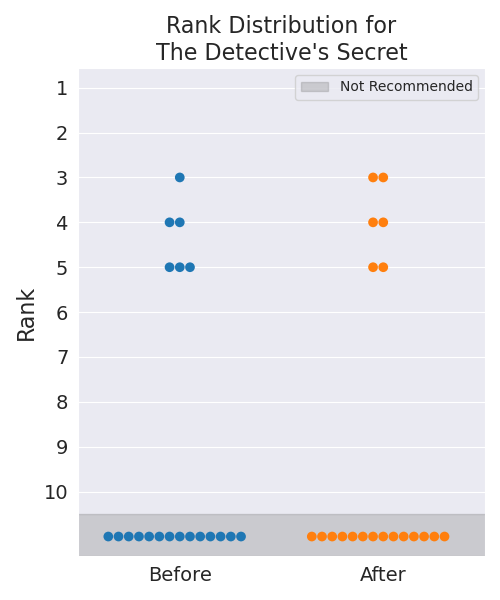 Rank Distribution for
The Detective's Secret
Not Recommended
1
2
3
4
5
6
7
8
9
10
Rank
Before
After